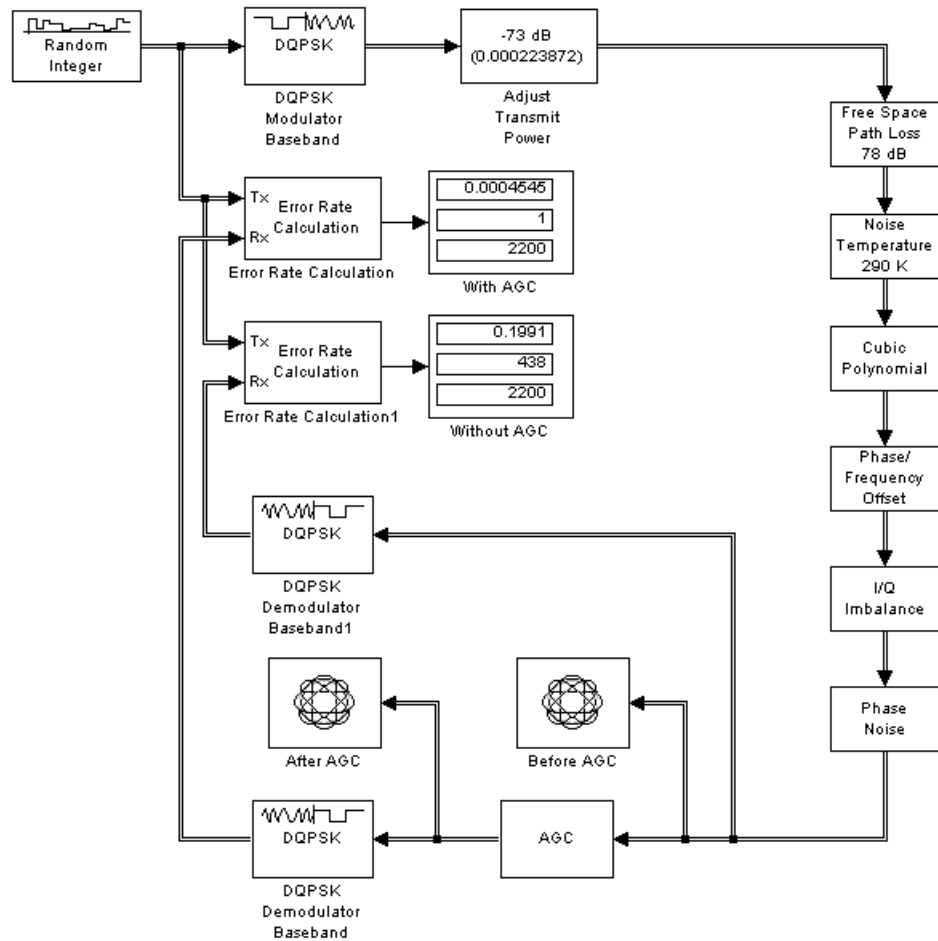 Random
Integer
DQPSK
DQPSK
Modulator
Baseband
-73 dB
(0.000223872)
Adjust
Transmit
Power
Free Space
Path Loss
78 dB
Tx
Rx
Error Rate
Calculation
Error Rate Calculation
0.0004545
1
2200
With AGC
Noise
Temperature
290 K
Tx
Rx
Error Rate
Calculation
Error Rate Calculation1
0.1991
438
2200
Without AGC
Cubic
Polynomial
Phase/
Frequency
Offset
DQPSK
DQPSK
Demodulator
Baseband1
I/Q
Imbalance
After AGC
Before AGC
Phase
Noise
DQPSK
DQPSK
Demodulator
Baseband
AGC